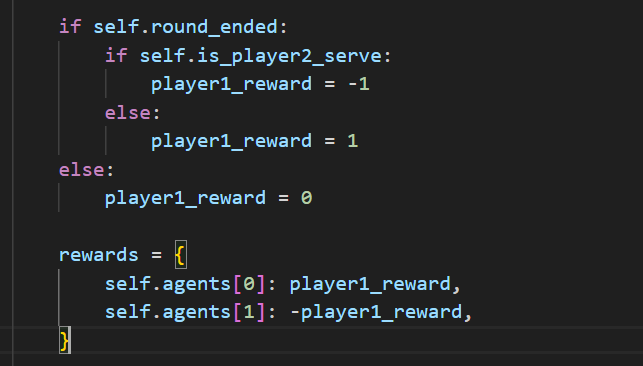 if self.round_ended:
if self.is_player2_serve:
player1_reward = -1
else:
player1_reward = 1
else:
player1_reward = 0
rewards = {
self.agents[0]: player1_reward,
self.agents[1]: -player1_reward,
}